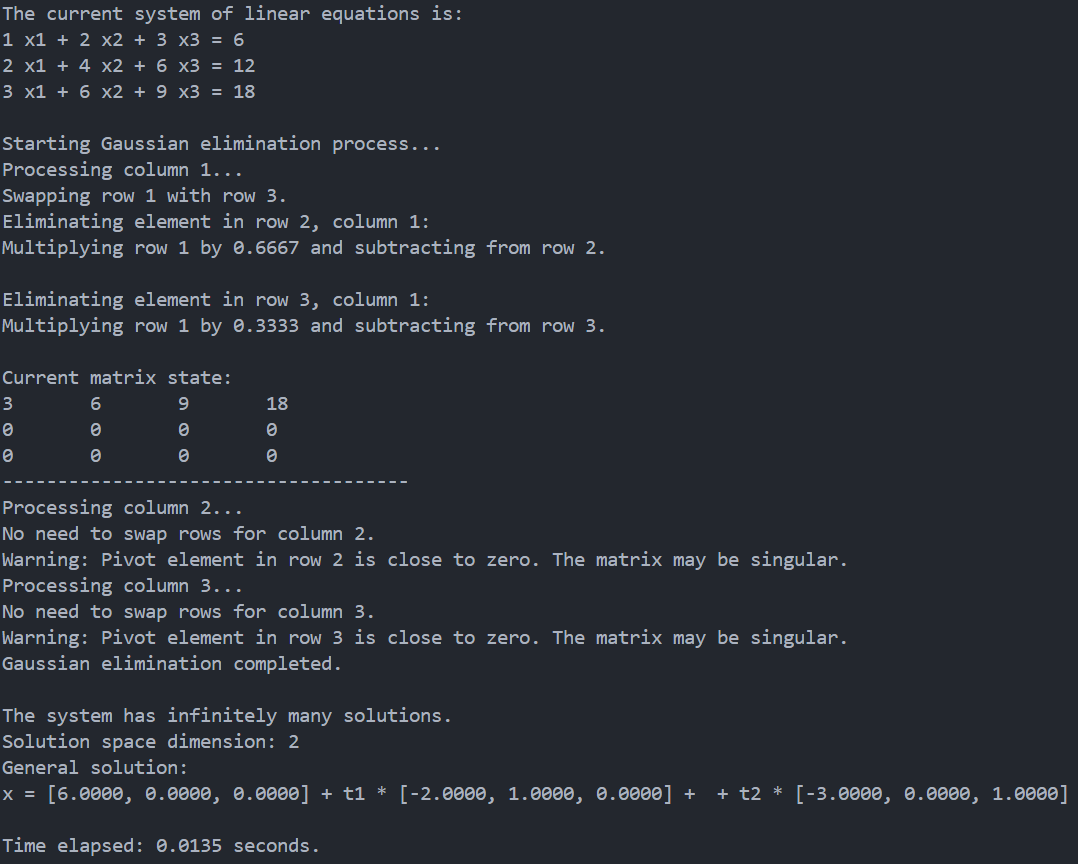 The current system of linear equations is:
1 x1 + 2 x2 + 3 x3 = 6
2 x1 + 4 x2 + 6 x3 = 12
3 x1 + 6 x2 + 9 x3 = 18
Starting Gaussian elimination process...
Processing column 1...
Swapping row 1 with row 3.
Eliminating element in row 2, column 1:
Multiplying row 1 by 0.6667 and subtracting from row 2.
Eliminating element in row 3, column 1:
Multiplying row 1 by 0.3333 and subtracting from row 3.
Current matrix state:
3       6       9       18
0       0       0       0
0       0       0       0
-------------------------------------
Processing column 2...
No need to swap rows for column 2.
Warning: Pivot element in row 2 is close to zero. The matrix may be singular.
Processing column 3...
No need to swap rows for column 3.
Warning: Pivot element in row 3 is close to zero. The matrix may be singular.
Gaussian elimination completed.
The system has infinitely many solutions.
Solution space dimension: 2
General solution:
x = [6.0000, 0.0000, 0.0000] + t1 * [-2.0000, 1.0000, 0.0000] +  + t2 * [-3.0000, 0.0000, 1.0000]
Time elapsed: 0.0135 seconds.